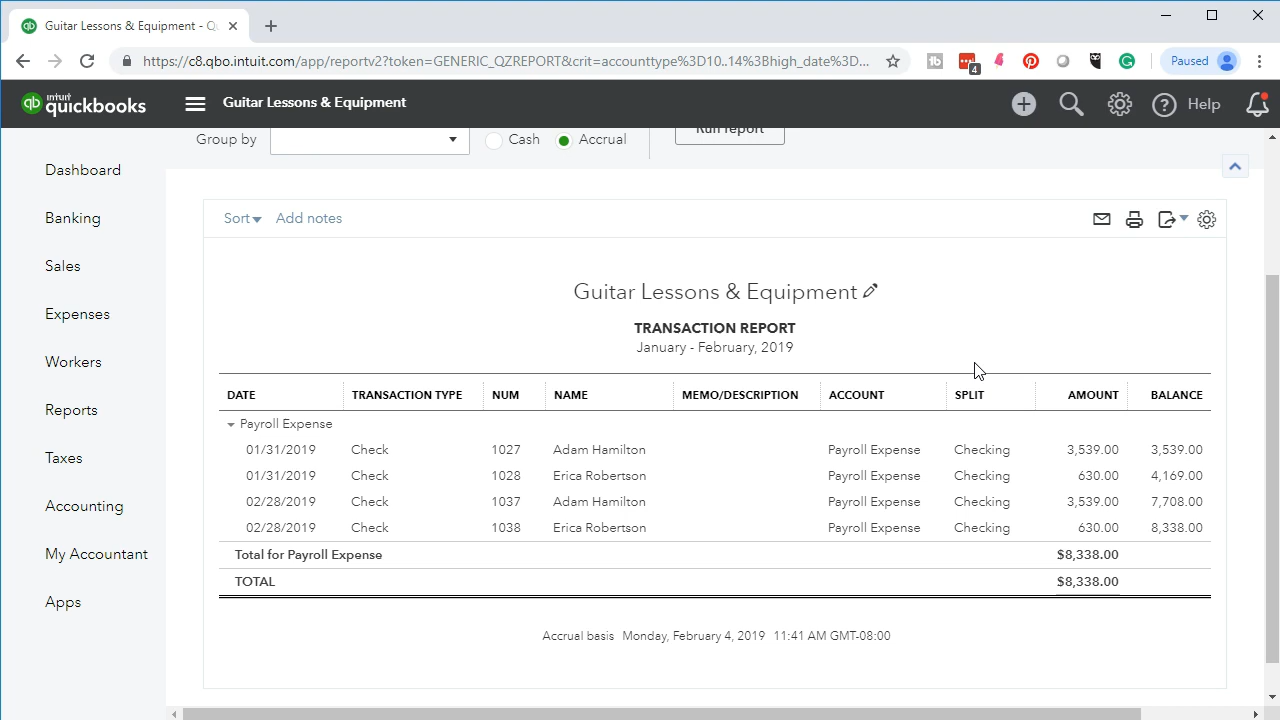 Guitar Lessons & Equipment - Q
https://c8.qbo.intuit.com/app/reportv2?token=GENERIC_QZREPORT&crit=accounttype%3D10..14%3Bhigh_date%3D...
4
Paused
qb intuit quickbooks
Guitar Lessons & Equipment
Help
Group by
Cash
Accrual
Run report
Dashboard
Banking
Sales
Expenses
Workers
Reports
Taxes
Accounting
My Accountant
Apps
Sort
Add notes
Guitar Lessons & Equipment
TRANSACTION REPORT
January - February, 2019
DATE TRANSACTION TYPE NUM NAME MEMO/DESCRIPTION ACCOUNT SPLIT AMOUNT BALANCE
Payroll Expense
01/31/2019 Check 1027 Adam Hamilton Payroll Expense Checking 3,539.00 3,539.00
01/31/2019 Check 1028 Erica Robertson Payroll Expense Checking 630.00 4,169.00
02/28/2019 Check 1037 Adam Hamilton Payroll Expense Checking 3,539.00 7,708.00
02/28/2019 Check 1038 Erica Robertson Payroll Expense Checking 630.00 8,338.00
Total for Payroll Expense $8,338.00
TOTAL $8,338.00
Accrual basis Monday, February 4, 2019 11:41 AM GMT-08:00